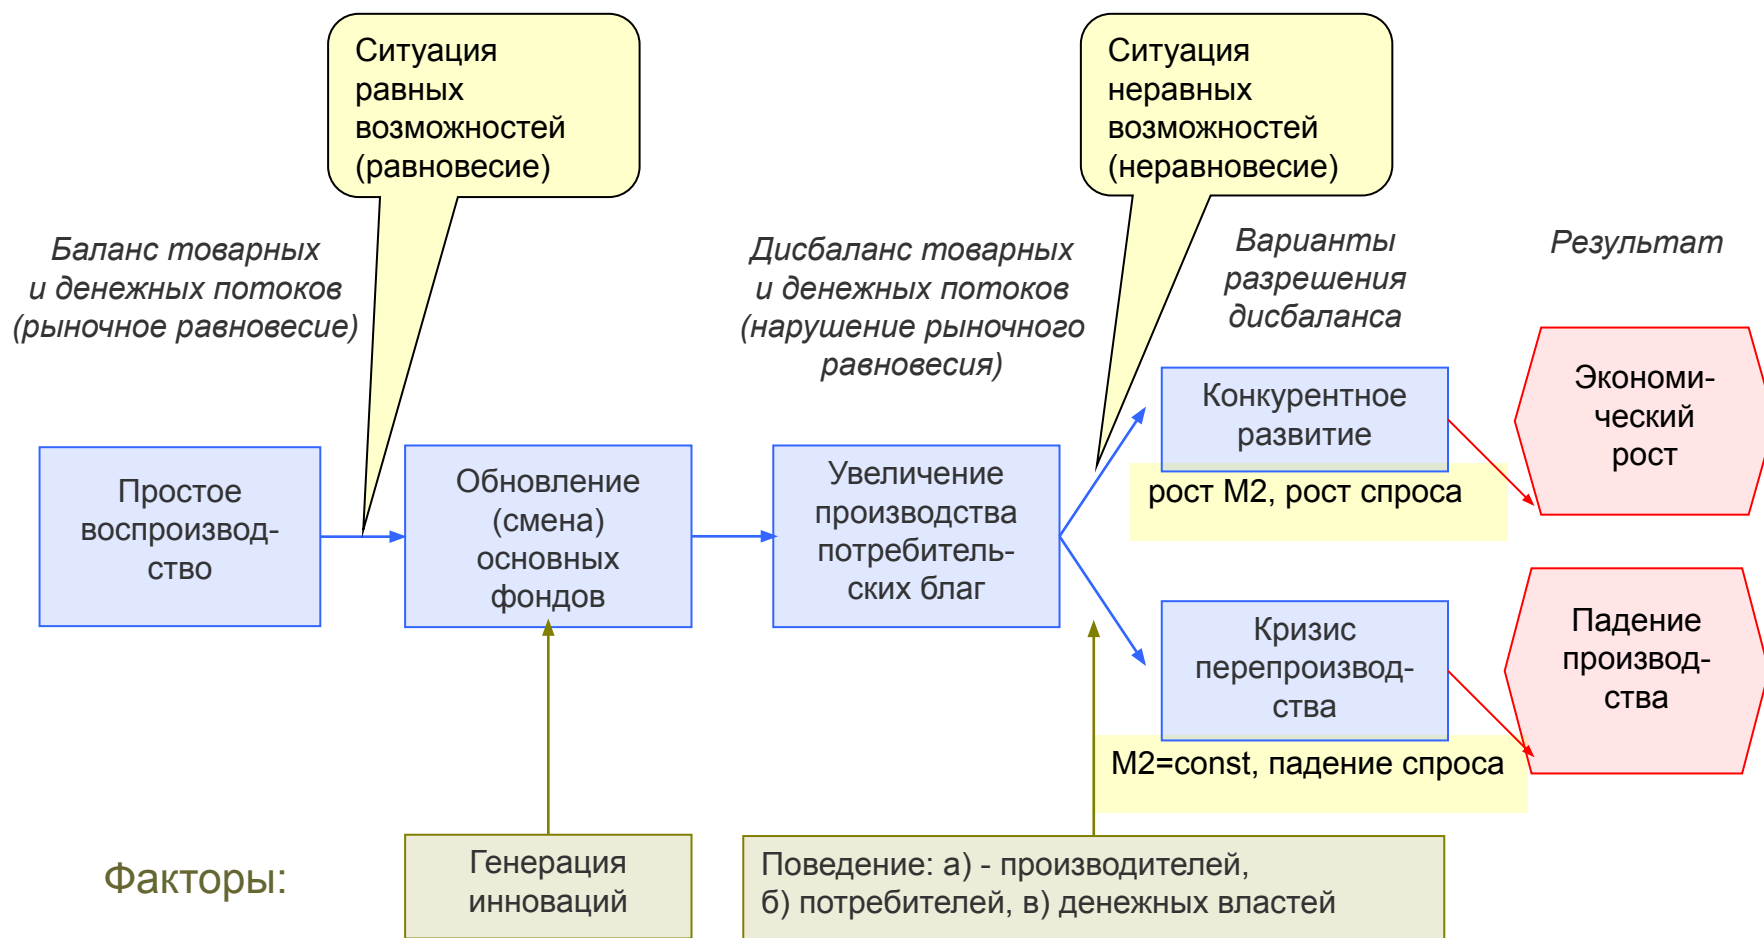 Ситуация
равных
возможностей
(равновесие)
Ситуация
неравных
возможностей
(неравновесие)
Баланс товарных
и денежных потоков
(рыночное равновесие)
Дисбаланс товарных
и денежных потоков
(нарушение рыночного
равновесия)
Варианты
разрешения
дисбаланса
Результат
Простое
воспроизвод-
ство
Обновление
(смена)
основных
фондов
Увеличение
производства
потребитель-
ских благ
Конкурентное
развитие
рост М2, рост спроса
Экономи-
ческий
рост
Кризис
перепроизвод-
ства
М2=const, падение спроса
Падение
производ-
ства
Факторы:
Генерация
инноваций
Поведение: а) - производителей,
б) потребителей, в) денежных властей